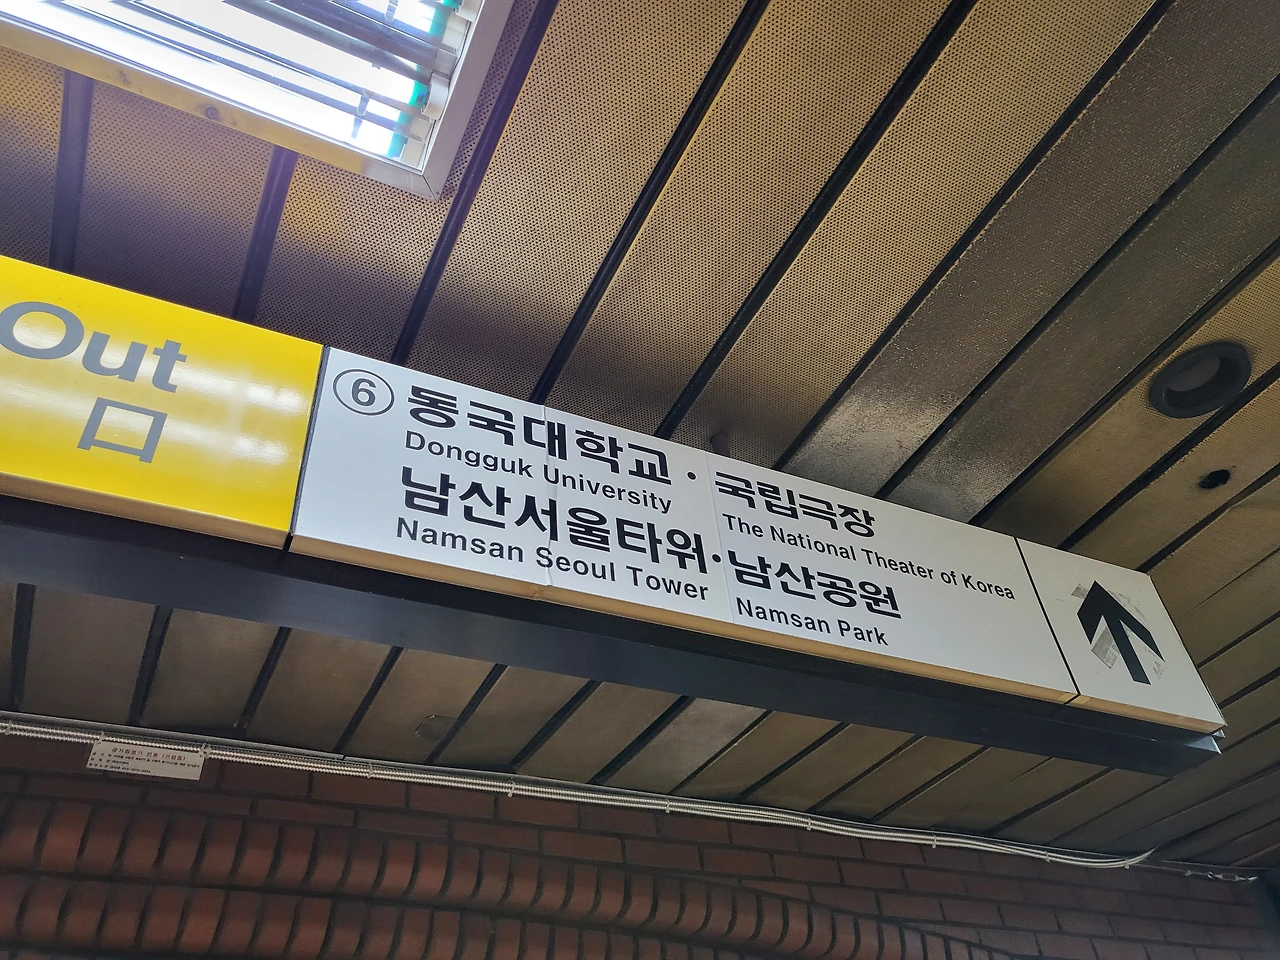 Out
口
⑥ 동국대학교 · 국립극장
Dongguk University The National Theater of Korea
남산서울타워 · 남산공원
Namsan Seoul Tower Namsan Park